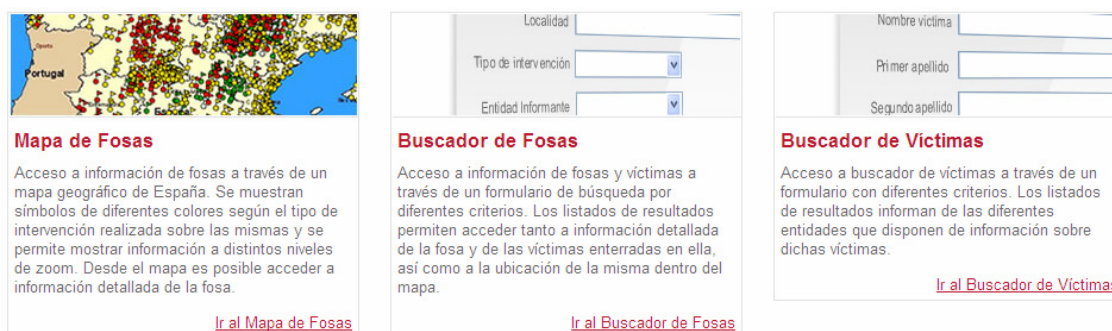 Oporto
Portugal
Mapa de Fosas
Acceso a información de fosas a través de un
mapa geográfico de España. Se muestran
símbolos de diferentes colores según el tipo de
intervención realizada sobre las mismas y se
permite mostrar información a distintos niveles
de zoom. Desde el mapa es posible acceder a
información detallada de la fosa.
Ir al Mapa de Fosas
Localidad
Tipo de intervención
Entidad Informante
Buscador de Fosas
Acceso a información de fosas y víctimas a
través de un formulario de búsqueda por
diferentes criterios. Los listados de resultados
permiten acceder tanto a información detallada
de la fosa y de las víctimas enterradas en ella,
así como a la ubicación de la misma dentro del
mapa.
Ir al Buscador de Fosas
Nombre victima
Primer apellido
Segundo apellido
Buscador de Víctimas
Acceso a buscador de víctimas a través de un
formulario con diferentes criterios. Los listados
de resultados informan de las diferentes
entidades que disponen de información sobre
dichas víctimas.
Ir al Buscador de Víctimas